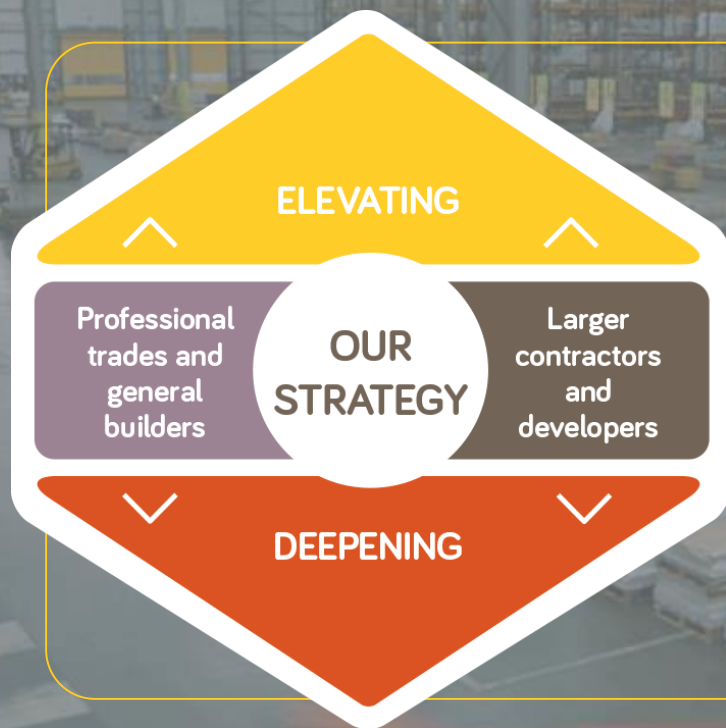 ELEVATING
Professional
trades and
general
builders
OUR
STRATEGY
Larger
contractors
and
developers
DEEPENING